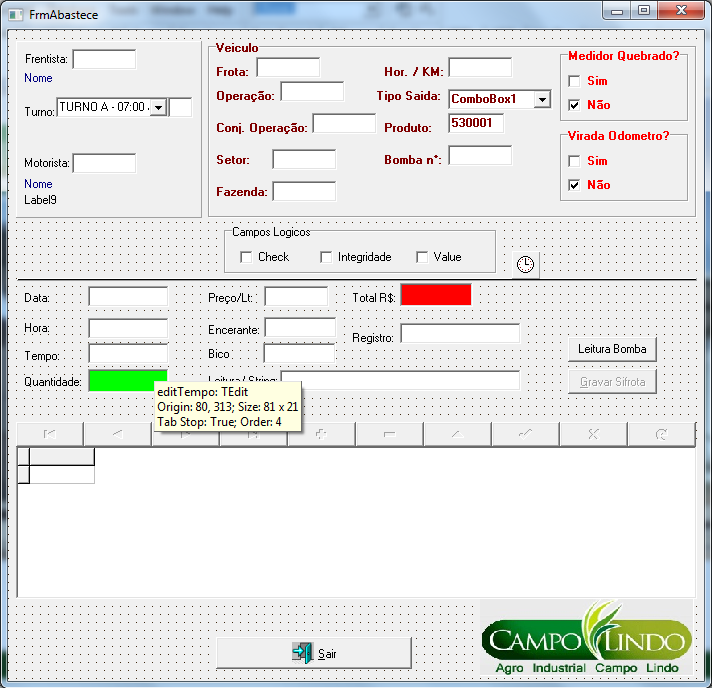 FrmAbastece
Frentista:
Nome
Turno: TURNO A - 07:00
Motorista:
Nome
Label9
Veiculo
Frota:
Hor. / KM:
Operação:
Tipo Saida: ComboBox1
Conj. Operação:
Produto: 530001
Setor:
Bomba n°:
Fazenda:
Medidor Quebrado?
Sim
Não
Virada Odometro?
Sim
Não
Campos Logicos
Check Integridade Value
Data: Preço/Lt: Total R$:
Hora: Encerante: Registro:
Tempo: Bico
Leitura Bomba
Quantidade: Leitura/ String:
Gravar Sifrota
editTempo: TEdit
Origin: 80, 313; Size: 81 x 21
Tab Stop: True; Order: 4
Sair
CAMPO LINDO
Agro Industrial Campo Lindo